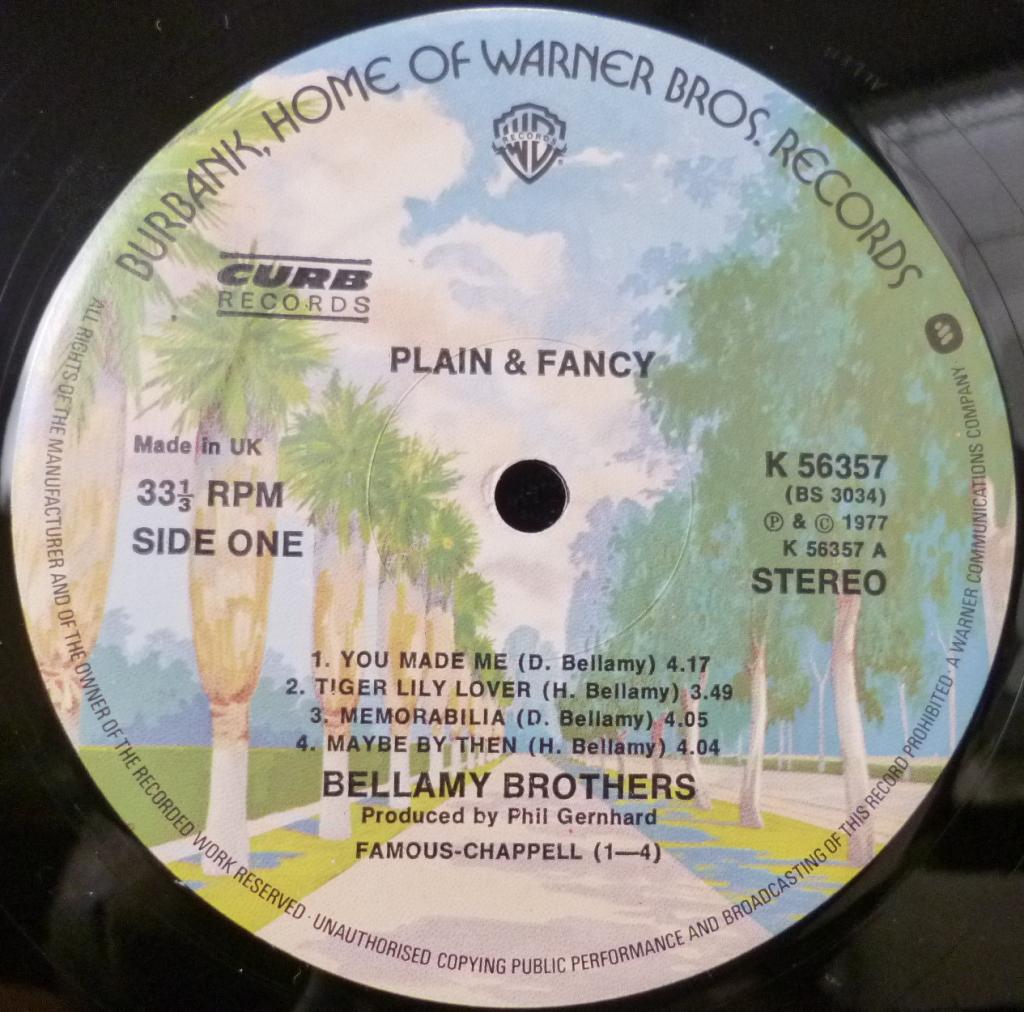 BURBANK, HOME OF WARNER BROS. RECORDS
RECORDS
CURB
RECORDS
PLAIN & FANCY
Made in UK
33⅓ RPM
SIDE ONE
K 56357
(BS 3034)
℗ & © 1977
K 56357 A
STEREO
1. YOU MADE ME (D. Bellamy) 4.17
2. TIGER LILY LOVER (H. Bellamy) 3.49
3. MEMORABILIA (D. Bellamy) 4.05
4. MAYBE BY THEN (H. Bellamy) 4.04
BELLAMY BROTHERS
Produced by Phil Gernhard
FAMOUS-CHAPPELL (1—4)
ALL RIGHTS OF THE MANUFACTURER AND OF THE OWNER OF THE RECORDED WORK RESERVED · UNAUTHORISED COPYING PUBLIC PERFORMANCE AND BROADCASTING OF THIS RECORD PROHIBITED · A WARNER COMMUNICATIONS COMPANY